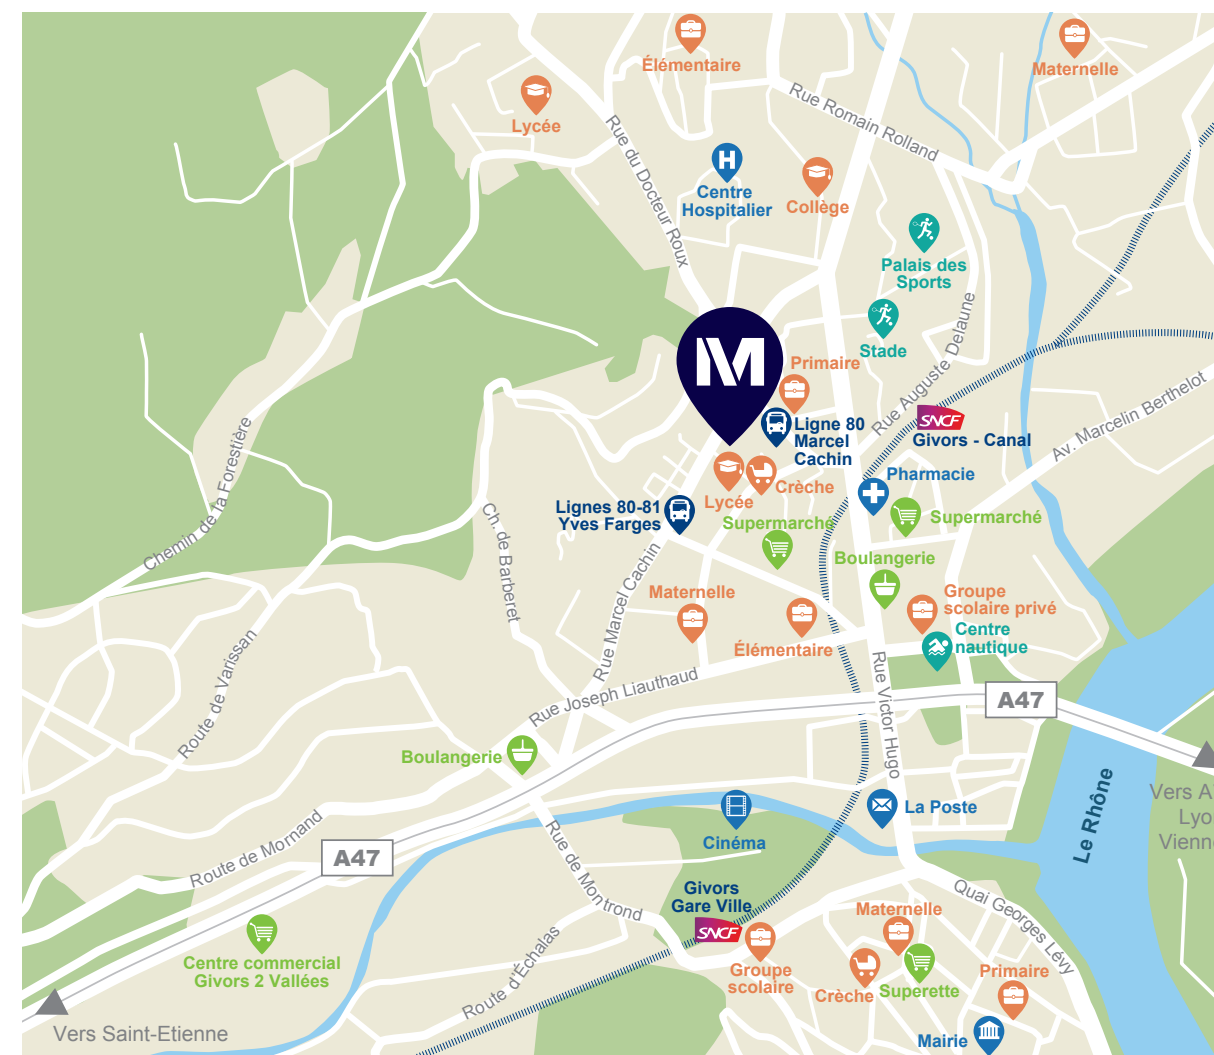 Élémentaire
Maternelle
Lycée
Rue Romain Rolland
Rue du Docteur Roux
H
Centre
Hospitalier
Collège
Palais des
Sports
Stade
Rue Auguste Delaune
M
Primaire
Ligne 80
Marcel
Cachin
SNCF
Givors - Canal
Av. Marcelin Berthelot
Chemin de la Forestière
Lycée
Crèche
Pharmacie
Lignes 80-81
Yves Farges
Supermarché
Supermarché
Ch. de Barberet
Boulangerie
Rue Marcel Cachin
Maternelle
Élémentaire
Groupe
scolaire privé
Centre
nautique
Route de Varissan
Rue Joseph Liauthaud
Rue Victor Hugo
A47
Boulangerie
Le Rhône
Vers A
Lyo
Vienn
La Poste
Cinéma
Route de Mornand
A47
Rue de Montrond
Givors
Gare Ville
SNCF
Quai Georges Lévy
Maternelle
Centre commercial
Givors 2 Vallées
Route d'Échalas
Groupe
scolaire
Crèche
Superette
Primaire
Vers Saint-Etienne
Mairie